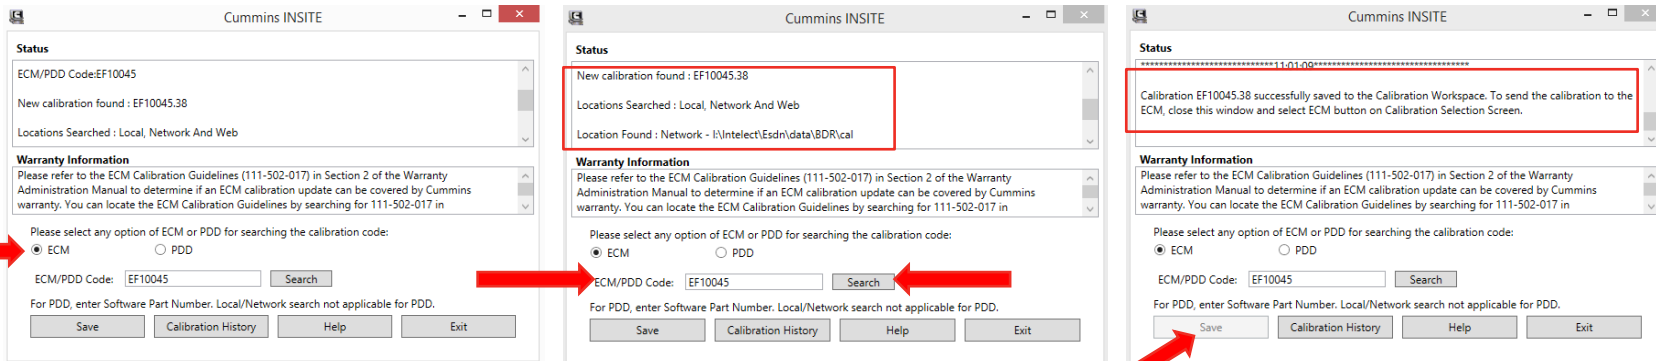 Cummins INSITE
Status
ECM/PDD Code:EF10045
New calibration found : EF10045.38
Locations Searched : Local, Network And Web
Warranty Information
Please refer to the ECM Calibration Guidelines (111-502-017) in Section 2 of the Warranty
Administration Manual to determine if an ECM calibration update can be covered by Cummins
warranty. You can locate the ECM Calibration Guidelines by searching for 111-502-017 in
Please select any option of ECM or PDD for searching the calibration code:
ECM PDD
ECM/PDD Code: EF10045 Search
For PDD, enter Software Part Number. Local/Network search not applicable for PDD.
Save Calibration History Help Exit
Cummins INSITE
Status
New calibration found : EF10045.38
Locations Searched : Local, Network And Web
Location Found : Network - I:\Intelect\Esdn\data\BDR\cal
Warranty Information
Please refer to the ECM Calibration Guidelines (111-502-017) in Section 2 of the Warranty
Administration Manual to determine if an ECM calibration update can be covered by Cummins
warranty. You can locate the ECM Calibration Guidelines by searching for 111-502-017 in
Please select any option of ECM or PDD for searching the calibration code:
ECM PDD
ECM/PDD Code: EF10045 Search
For PDD, enter Software Part Number. Local/Network search not applicable for PDD.
Save Calibration History Help Exit
Cummins INSITE
Status
****************************11:01:09*********************************
Calibration EF10045.38 successfully saved to the Calibration Workspace. To send the calibration to the
ECM, close this window and select ECM button on Calibration Selection Screen.
Warranty Information
Please refer to the ECM Calibration Guidelines (111-502-017) in Section 2 of the Warranty
Administration Manual to determine if an ECM calibration update can be covered by Cummins
warranty. You can locate the ECM Calibration Guidelines by searching for 111-502-017 in
Please select any option of ECM or PDD for searching the calibration code:
ECM PDD
ECM/PDD Code: EF10045 Search
For PDD, enter Software Part Number. Local/Network search not applicable for PDD.
Save Calibration History Help Exit